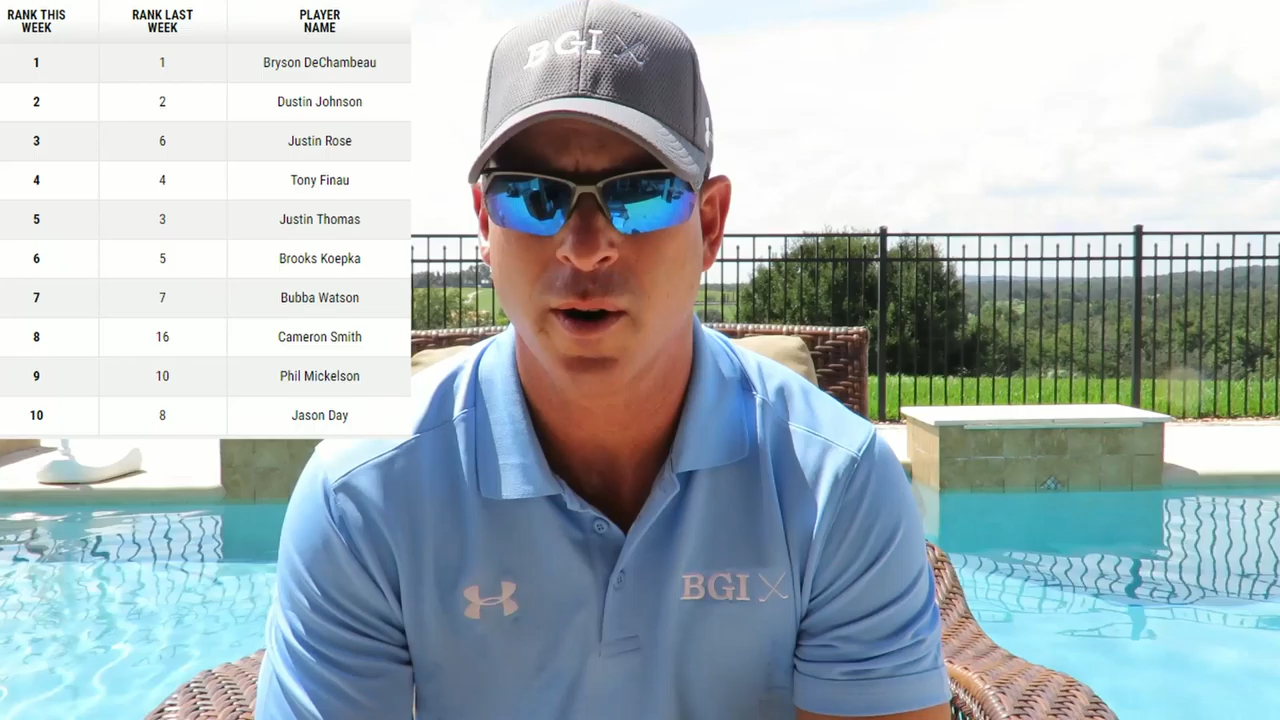 RANK THIS WEEK RANK LAST WEEK PLAYER NAME
1 1 Bryson DeChambeau
2 2 Dustin Johnson
3 6 Justin Rose
4 4 Tony Finau
5 3 Justin Thomas
6 5 Brooks Koepka
7 7 Bubba Watson
8 16 Cameron Smith
9 10 Phil Mickelson
10 8 Jason Day
BGI
BGI